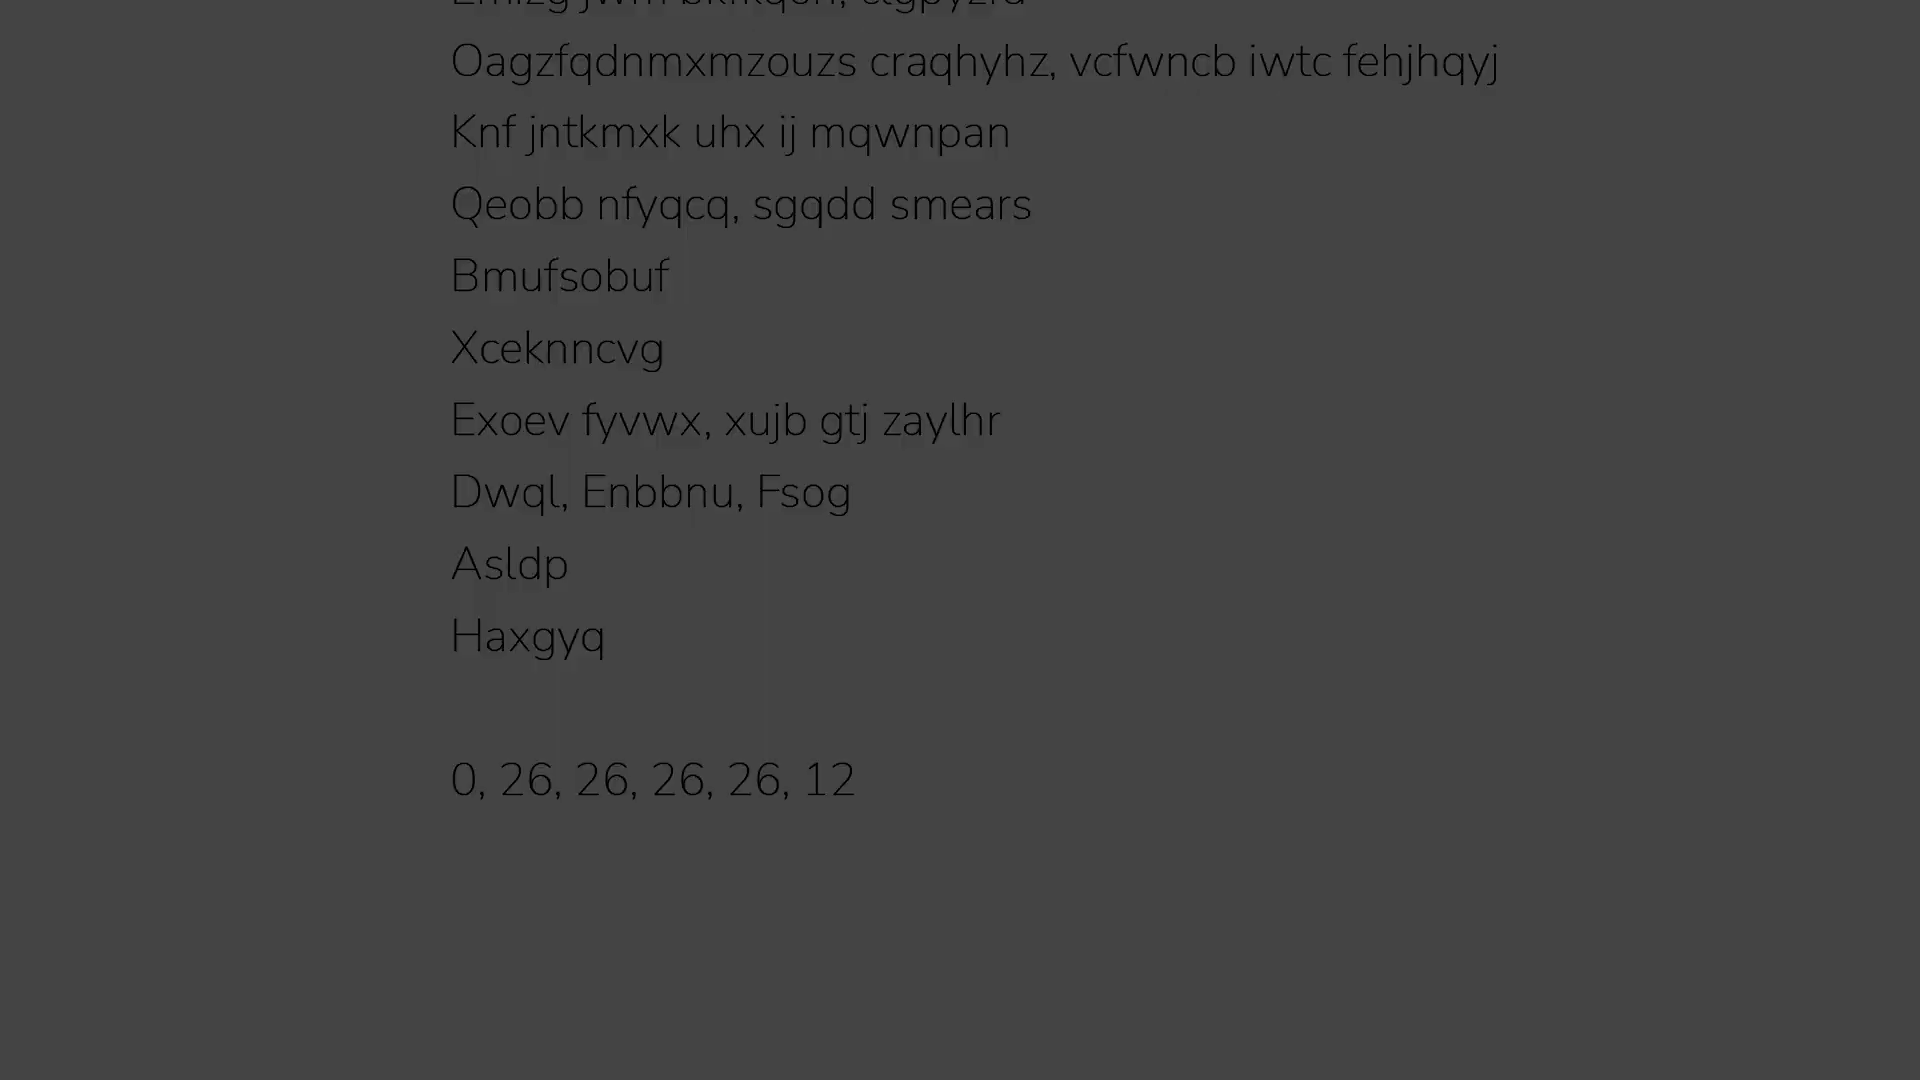 Oagzfqdnmxmzouzs craqhyhz, vcfwncb iwtc fehjhqyj
Knf jntkmxk uhx ij mqwnpan
Qeobb nfyqcq, sgqdd smears
Bmufsobuf
Xceknncvg
Exoev fyvwx, xujb gtj zaylhr
Dwql, Enbbnu, Fsog
Asldp
Haxgyq
0, 26, 26, 26, 26, 12